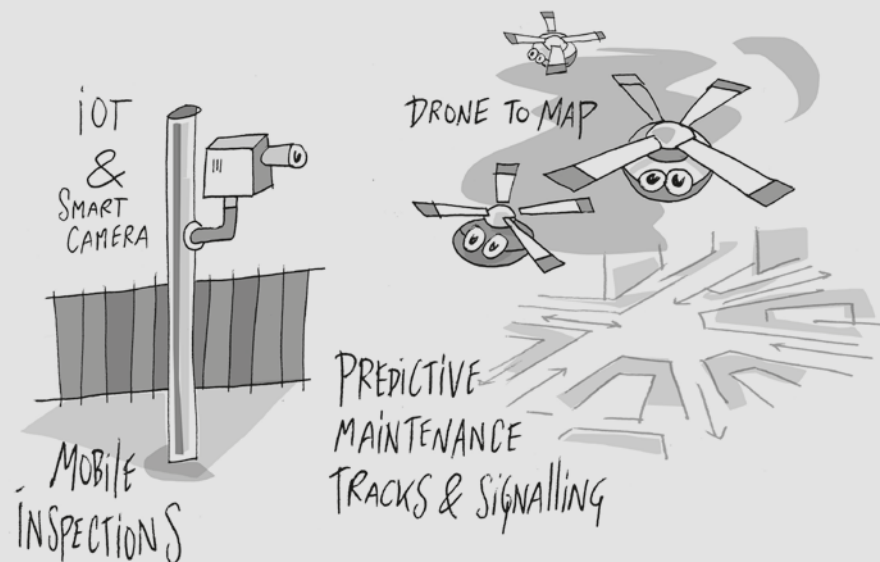 iOT
&
SMART
CAMERA
DRONE TO MAP
MOBiLE
iNSPECTiONS
PREDiCTiVE
MAiNTENANCE
TRACKS & SiGNAlliNG